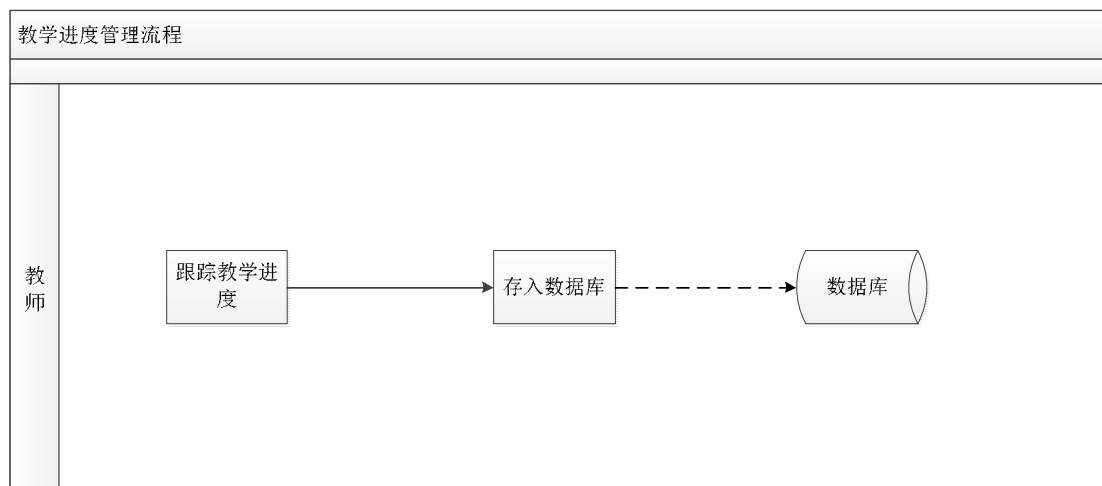 教学进度管理流程
教
师
跟踪教学进
度
存入数据库
数据库